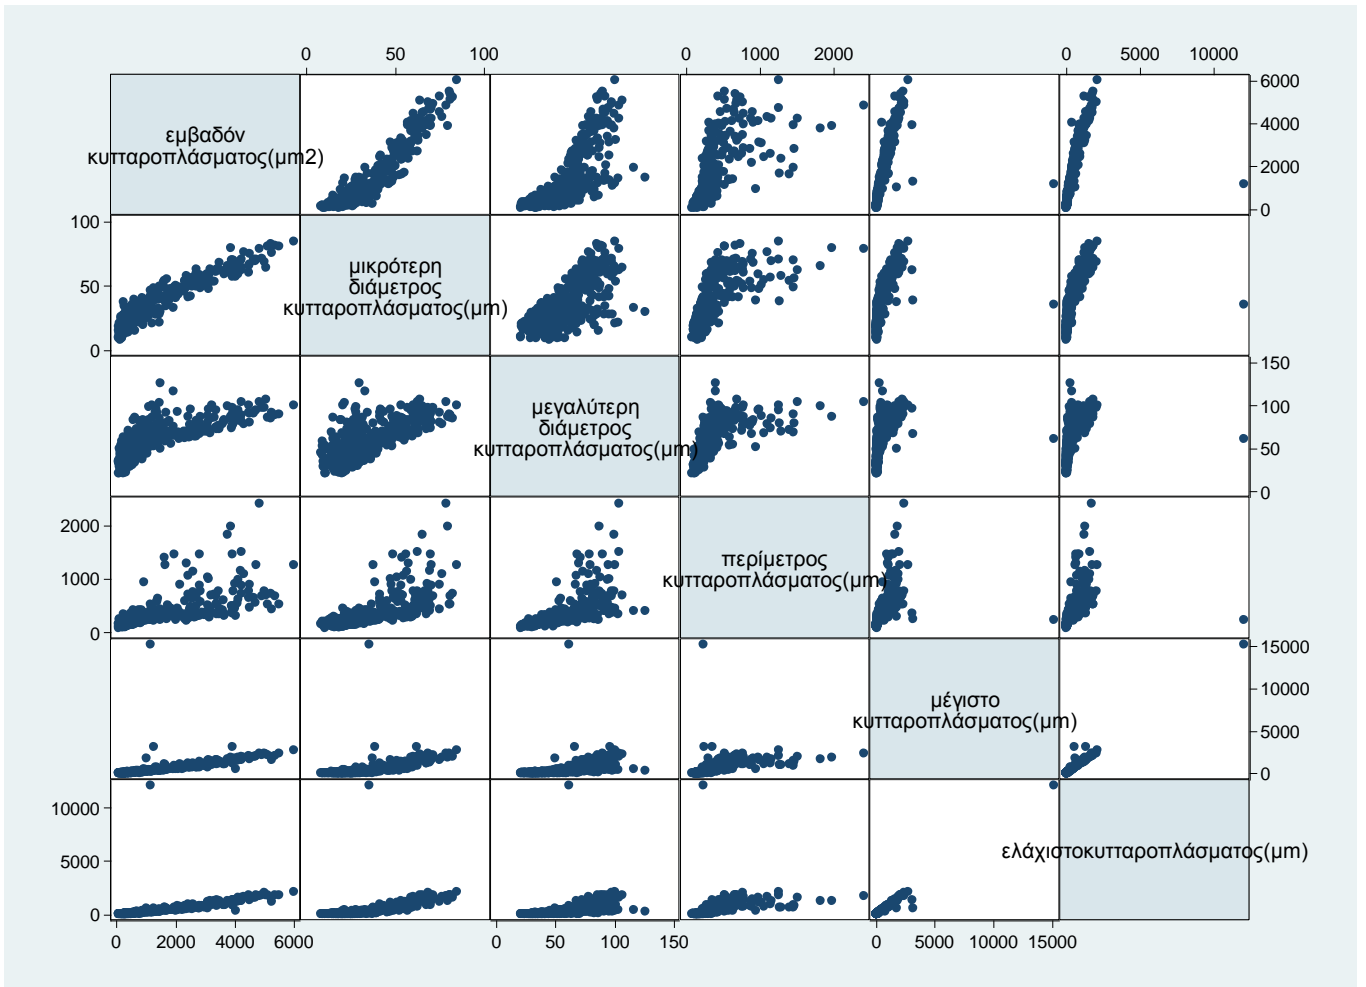 0 50 100
0 1000 2000
0 5000 10000
εμβαδόν
κυτταροπλάσματος(μm2)
6000
4000
2000
0
100
50
0
μικρότερη
διάμετρος
κυτταροπλάσματος(μm)
μεγαλύτερη
διάμετρος
κυτταροπλάσματος(μm)
150
100
50
0
2000
1000
0
περίμετρος
κυτταροπλάσματος(μm)
μέγιστο
κυτταροπλάσματος(μm)
15000
10000
5000
0
10000
5000
0
ελάχιστοκυτταροπλάσματος(μm)
0 2000 4000 6000
0 50 100 150
0 5000 10000 15000